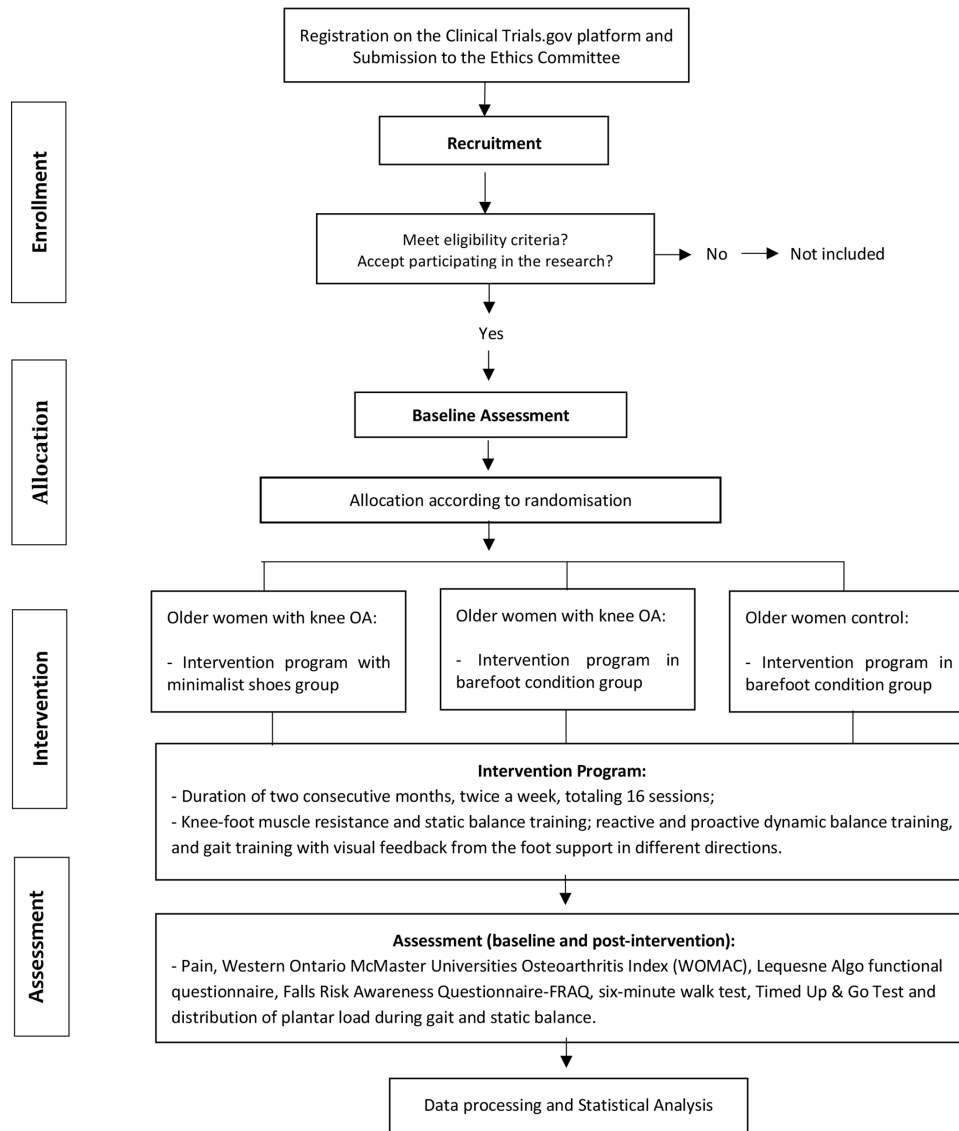 Registration on the Clinical Trials.gov platform and
Submission to the Ethics Committee
Enrollment
Recruitment
Meet eligibility criteria?
Accept participating in the research?
No
Not included
Yes
Allocation
Baseline Assessment
Allocation according to randomisation
Intervention
Older women with knee OA:
- Intervention program with
minimalist shoes group
Older women with knee OA:
- Intervention program in
barefoot condition group
Older women control:
- Intervention program in
barefoot condition group
Intervention Program:
- Duration of two consecutive months, twice a week, totaling 16 sessions;
- Knee-foot muscle resistance and static balance training; reactive and proactive dynamic balance training,
and gait training with visual feedback from the foot support in different directions.
Assessment
Assessment (baseline and post-intervention):
- Pain, Western Ontario McMaster Universities Osteoarthritis Index (WOMAC), Lequesne Algo functional
questionnaire, Falls Risk Awareness Questionnaire-FRAQ, six-minute walk test, Timed Up & Go Test and
distribution of plantar load during gait and static balance.
Data processing and Statistical Analysis